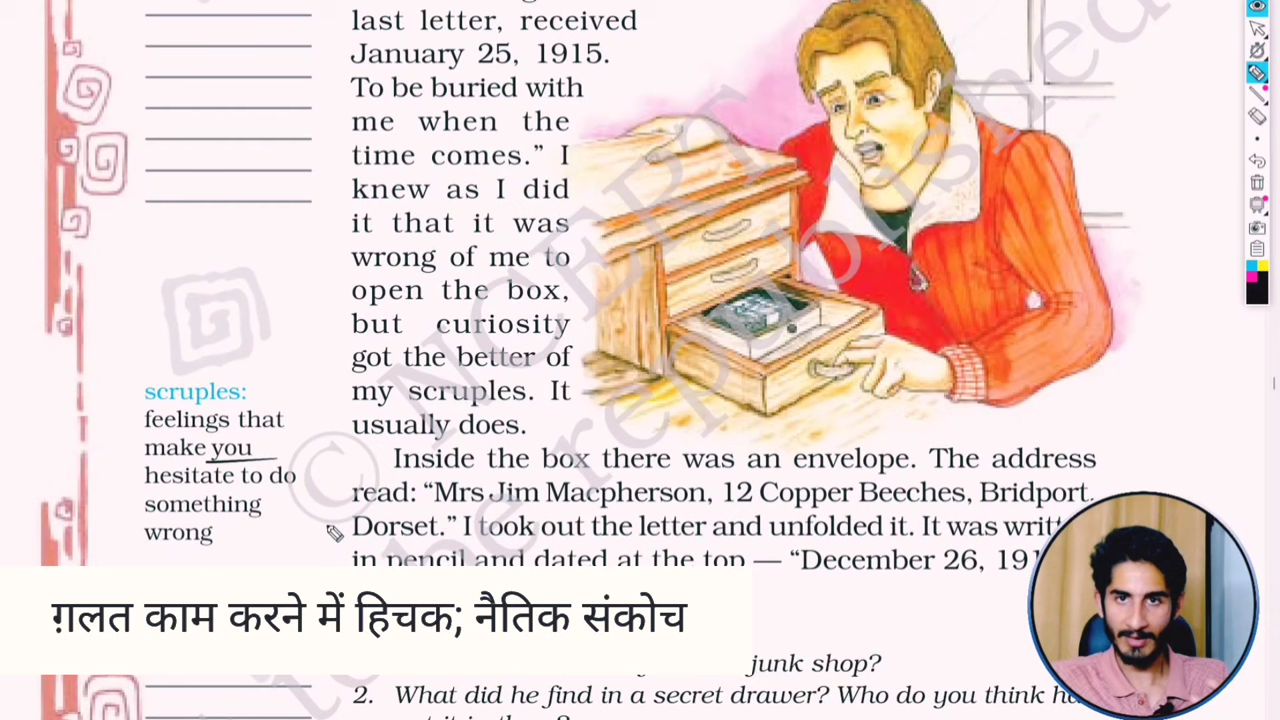 last letter, received
January 25, 1915.
To be buried with
me when the
time comes.” I
knew as I did
it that it was
wrong of me to
open the box,
but curiosity
got the better of
my scruples. It
usually does.
scruples:
feelings that
make you
hesitate to do
something
wrong
Inside the box there was an envelope. The address
read: “Mrs Jim Macpherson, 12 Copper Beeches, Bridport.
Dorset.” I took out the letter and unfolded it. It was
in pencil and dated at the top — “December 26,
ग़लत काम करने में हिचक; नैतिक संकोच
junk shop?
2. What did he find in a secret drawer? Who do you think
© NCERT
to be republished